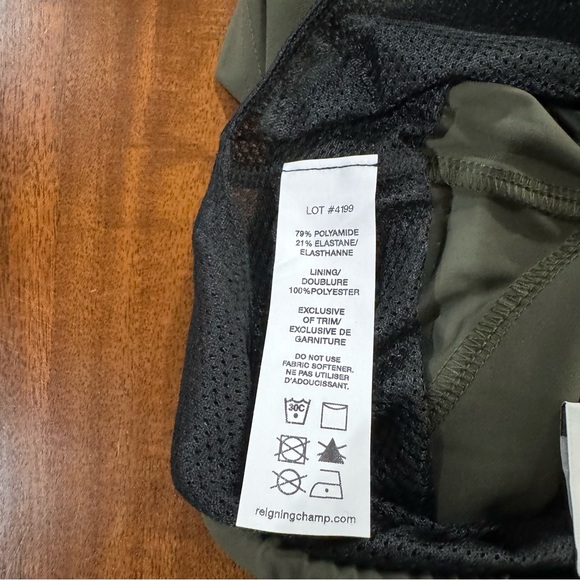 LOT #4199
79% POLYAMIDE
21% ELASTANE/
ELASTHANNE
LINING/
DOUBLURE
100%POLYESTER
EXCLUSIVE
OF TRIM/
EXCLUSIVE DE
GARNITURE
DO NOT USE
FABRIC SOFTENER.
NE PAS UTILISER
D'ADOUCISSANT.
30C
reigningchamp.com